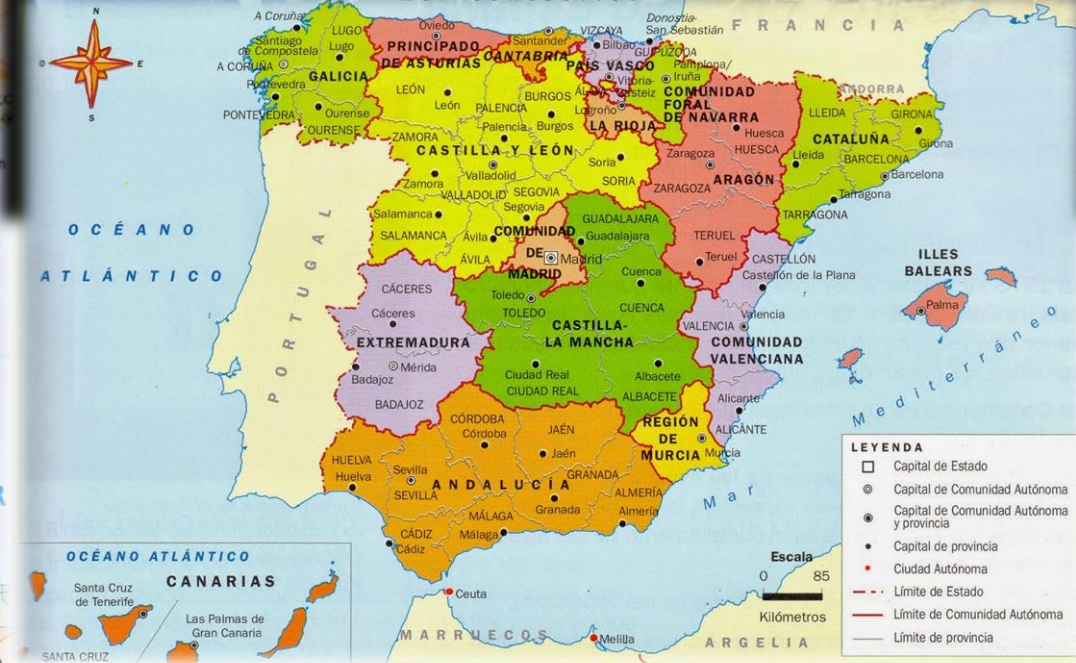 N
O
E
S
FRANCIA
ANDORRA
OCÉANO
ATLÁNTICO
PORTUGAL
A Coruña
Santiago
de Compostela
A CORUÑA
LUGO
Lugo
GALICIA
Pontevedra
PONTEVEDRA
Ourense
OURENSE
Oviedo
PRINCIPADO
DE ASTURIAS
Santander
CANTABRIA
VIZCAYA
Bilbao
Donostia-
San Sebastián
GUIPÚZCOA
PAÍS VASCO
Vitoria-
Gasteiz
ÁLAVA
Pamplona/
Iruña
COMUNIDAD
FORAL
DE NAVARRA
Logroño
LA RIOJA
LEÓN
León
PALENCIA
Palencia
BURGOS
Burgos
ZAMORA
Zamora
CASTILLA Y LEÓN
Valladolid
VALLADOLID
Soria
SORIA
SEGOVIA
Segovia
Salamanca
SALAMANCA
Ávila
ÁVILA
Huesca
HUESCA
Zaragoza
ZARAGOZA
ARAGÓN
TERUEL
Teruel
LLEIDA
Lleida
GIRONA
Girona
CATALUÑA
BARCELONA
Barcelona
Tarragona
TARRAGONA
COMUNIDAD
DE
MADRID
Madrid
GUADALAJARA
Guadalajara
Cuenca
CUENCA
Toledo
TOLEDO
CASTILLA-
LA MANCHA
Ciudad Real
CIUDAD REAL
Albacete
ALBACETE
CÁCERES
Cáceres
EXTREMADURA
Mérida
Badajoz
BADAJOZ
CASTELLÓN
Castellón de la Plana
Valencia
VALENCIA
COMUNIDAD
VALENCIANA
Alicante
ALICANTE
ILLES
BALEARS
Palma
REGIÓN
DE
MURCIA
Murcia
CÓRDOBA
Córdoba
JAÉN
Jaén
HUELVA
Huelva
Sevilla
SEVILLA
ANDALUCÍA
GRANADA
Granada
ALMERÍA
Almería
MÁLAGA
Málaga
CÁDIZ
Cádiz
Mar Mediterráneo
Ceuta
Melilla
MARRUECOS
ARGELIA
OCÉANO ATLÁNTICO
CANARIAS
Santa Cruz
de Tenerife
Las Palmas de
Gran Canaria
SANTA CRUZ
Escala
0 85
Kilómetros
LEYENDA
Capital de Estado
Capital de Comunidad Autónoma
Capital de Comunidad Autónoma
y provincia
Capital de provincia
Ciudad Autónoma
Límite de Estado
Límite de Comunidad Autónoma
Límite de provincia